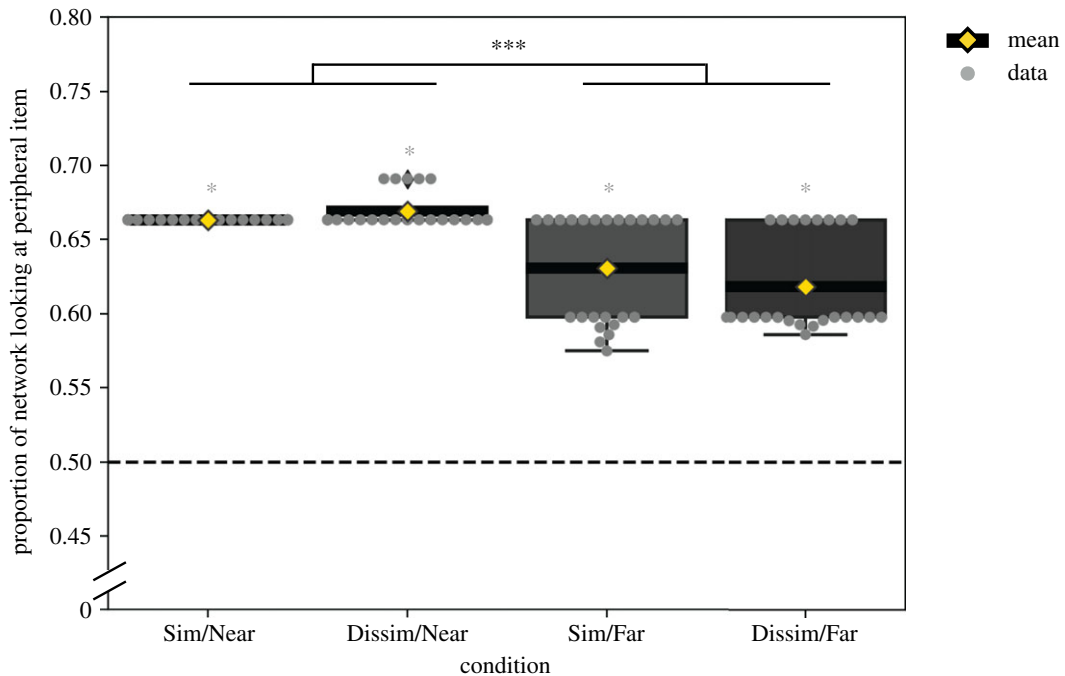 0.80
0.75
0.70
0.65
0.60
0.55
0.50
0.45
0
proportion of network looking at peripheral item
***
*
*
*
*
mean
data
Sim/Near
Dissim/Near
Sim/Far
Dissim/Far
condition